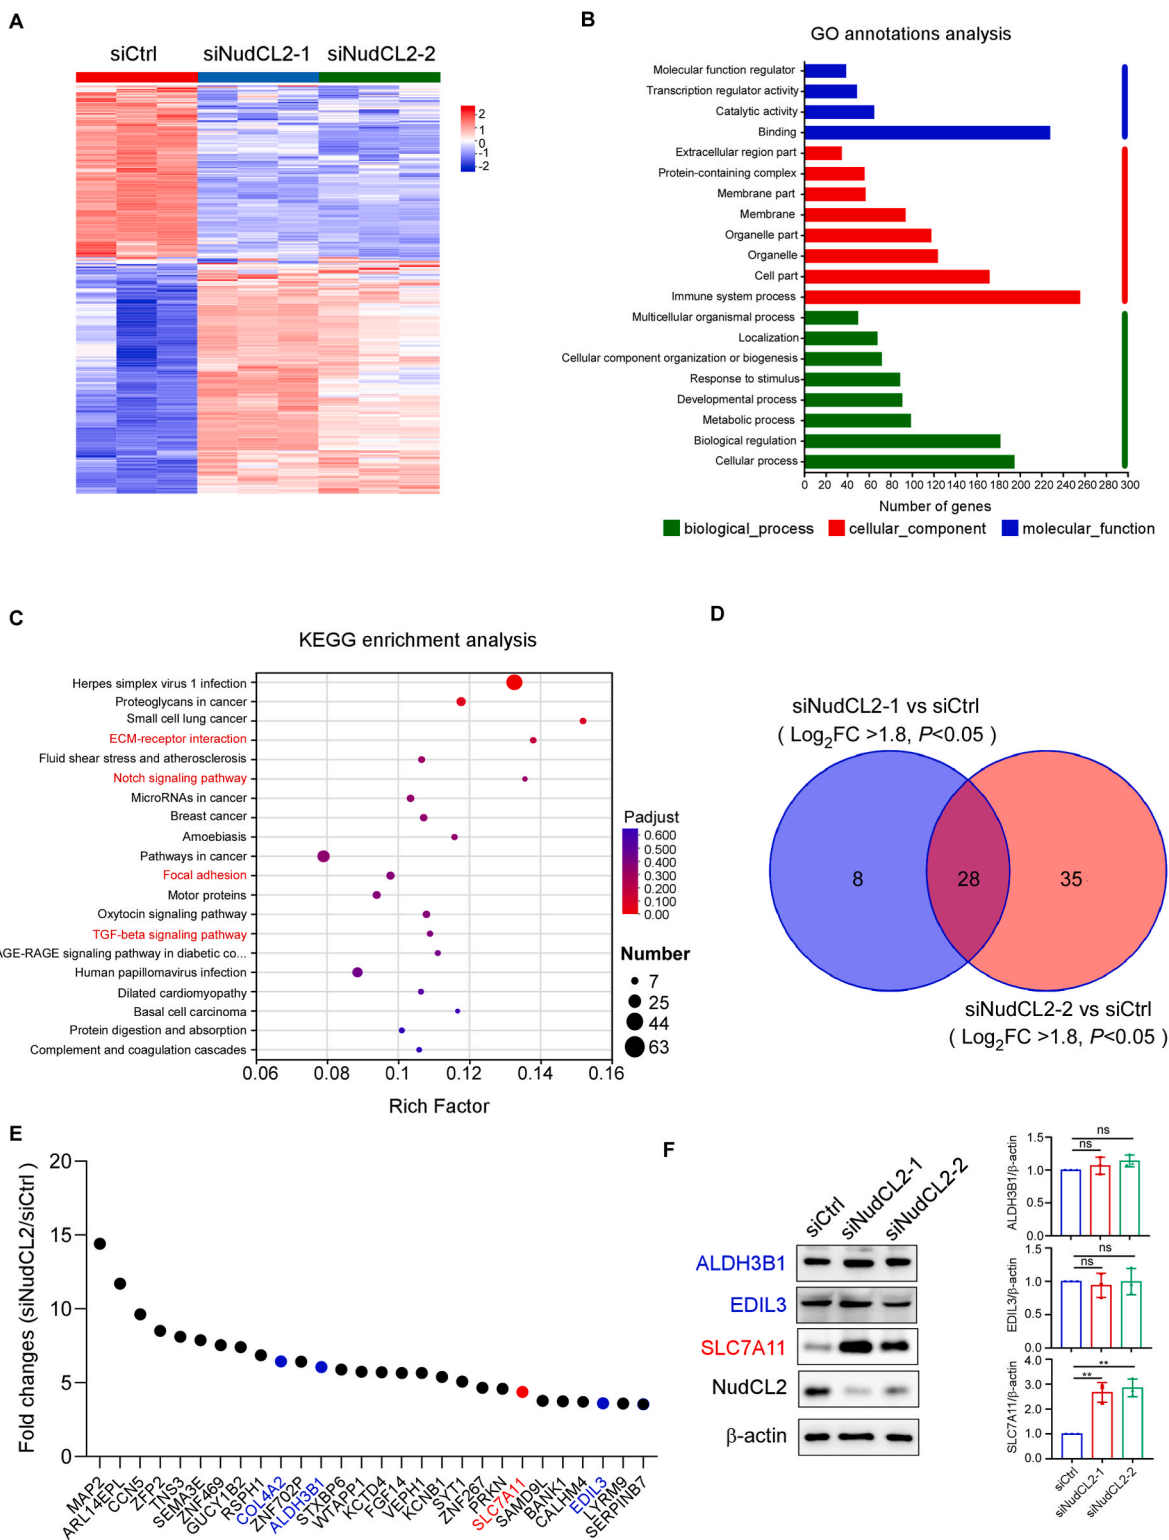 A
siCtrl siNudCL2-1 siNudCL2-2
2
1
0
-1
-2
B
GO annotations analysis
Molecular function regulator
Transcription regulator activity
Catalytic activity
Binding
Extracellular region part
Protein-containing complex
Membrane part
Membrane
Organelle part
Organelle
Cell part
Immune system process
Multicellular organismal process
Localization
Cellular component organization or biogenesis
Response to stimulus
Developmental process
Metabolic process
Biological regulation
Cellular process
0 20 40 60 80 100 120 140 160 180 200 220 240 260 280 300
Number of genes
biological_process cellular_component molecular_function
C
KEGG enrichment analysis
Herpes simplex virus 1 infection
Proteoglycans in cancer
Small cell lung cancer
ECM-receptor interaction
Fluid shear stress and atherosclerosis
Notch signaling pathway
MicroRNAs in cancer
Breast cancer
Amoebiasis
Pathways in cancer
Focal adhesion
Motor proteins
Oxytocin signaling pathway
TGF-beta signaling pathway
AGE-RAGE signaling pathway in diabetic co...
Human papillomavirus infection
Dilated cardiomyopathy
Basal cell carcinoma
Protein digestion and absorption
Complement and coagulation cascades
0.06 0.08 0.1 0.12 0.14 0.16
Rich Factor
Padjust
0.600
0.500
0.400
0.300
0.200
0.100
0.00
Number
7
25
44
63
D
siNudCL2-1 vs siCtrl
( Log2FC >1.8, P<0.05 )
8 28 35
siNudCL2-2 vs siCtrl
( Log2FC >1.8, P<0.05 )
E
Fold changes (siNudCL2/siCtrl )
20
15
10
5
0
MAP2
ARL14EPL
CCN5
ZFP2
TNS3
SEMA3E
ZNF469
GUCY1B2
RSPH1
COL4A2
ZNF702P
ALDH3B1
STXBP6
WTAPP1
KCTD4
FGF14
VEPH1
KCNB1
SYT1
ZNF267
PRKN
SLC7A11
SAMD9L
BANK1
CALHM4
EDIL3
LYRM9
SERPINB7
F
siCtrl
siNudCL2-1
siNudCL2-2
ALDH3B1
EDIL3
SLC7A11
NudCL2
β-actin
ALDH3B1/β-actin
1.5
1.0
0.5
0.0
ns
ns
EDIL3/β-actin
1.5
1.0
0.5
0.0
ns
ns
SLC7A11/β-actin
4.0
3.0
2.0
1.0
0.0
**
**
siCtrl
siNudCL2-1
siNudCL2-2